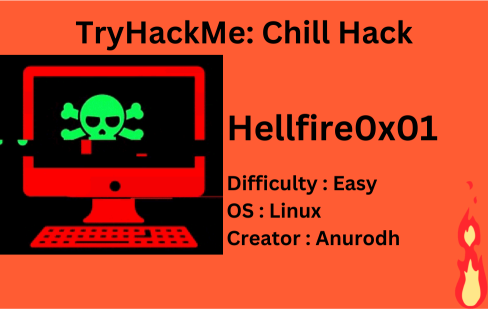 TryHackMe: Chill Hack
Hellfire0x01
Difficulty : Easy
OS : Linux
Creator : Anurodh